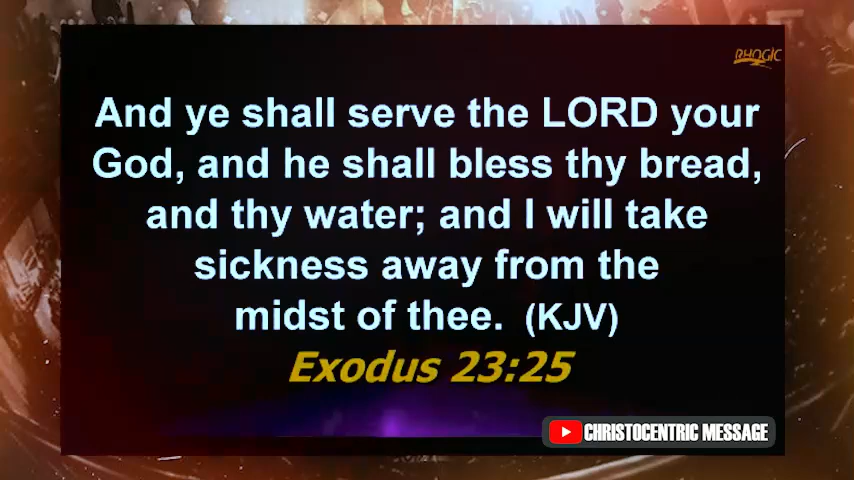 RHOGIC
And ye shall serve the LORD your
God, and he shall bless thy bread,
and thy water; and I will take
sickness away from the
midst of thee. (KJV)
Exodus 23:25
CHRISTOCENTRIC MESSAGE